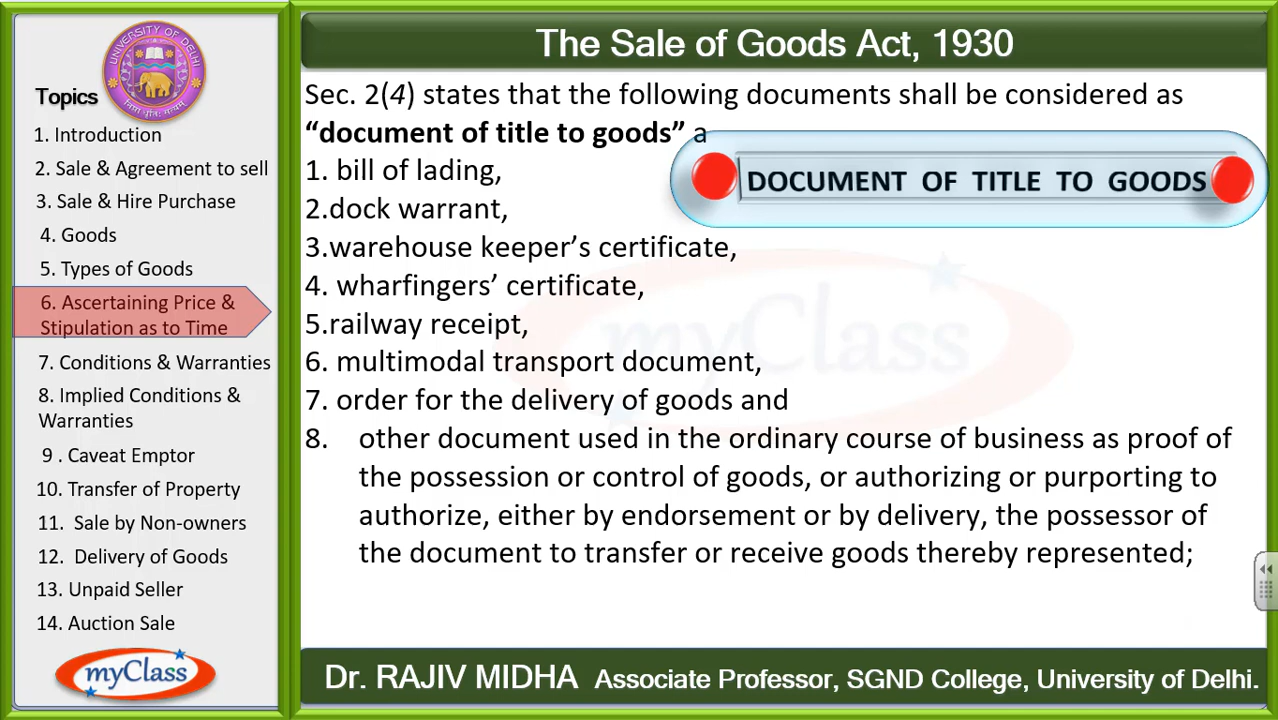 UNIVERSITY OF DELHI
Topics
1. Introduction
2. Sale & Agreement to sell
3. Sale & Hire Purchase
4. Goods
5. Types of Goods
6. Ascertaining Price &
Stipulation as to Time
7. Conditions & Warranties
8. Implied Conditions &
Warranties
9 . Caveat Emptor
10. Transfer of Property
11. Sale by Non-owners
12. Delivery of Goods
13. Unpaid Seller
14. Auction Sale
myClass
The Sale of Goods Act, 1930
Sec. 2(4) states that the following documents shall be considered as
“document of title to goods” a
DOCUMENT OF TITLE TO GOODS
1. bill of lading,
2.dock warrant,
3.warehouse keeper’s certificate,
4. wharfingers’ certificate,
5.railway receipt,
6. multimodal transport document,
7. order for the delivery of goods and
8. other document used in the ordinary course of business as proof of
the possession or control of goods, or authorizing or purporting to
authorize, either by endorsement or by delivery, the possessor of
the document to transfer or receive goods thereby represented;
myClass
Dr. RAJIV MIDHA Associate Professor, SGND College, University of Delhi.